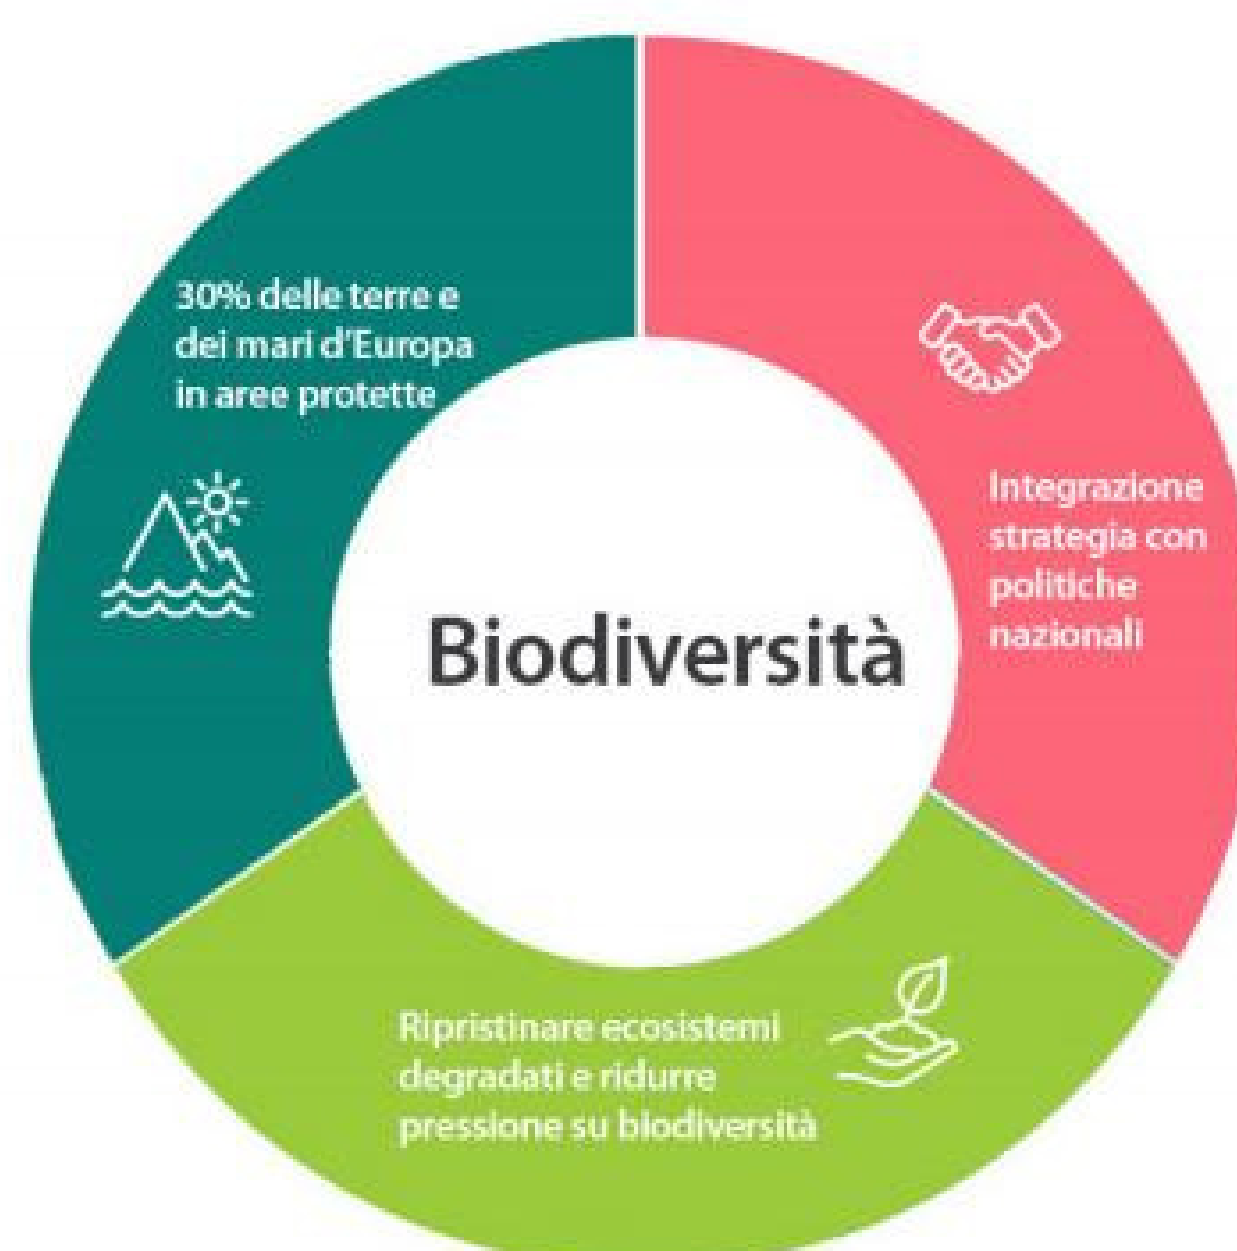 30% delle terre e
dei mari d'Europa
in aree protette
Integrazione
strategia con
politiche
nazionali
Biodiversità
Ripristinare ecosistemi
degradati e ridurre
pressione su biodiversità